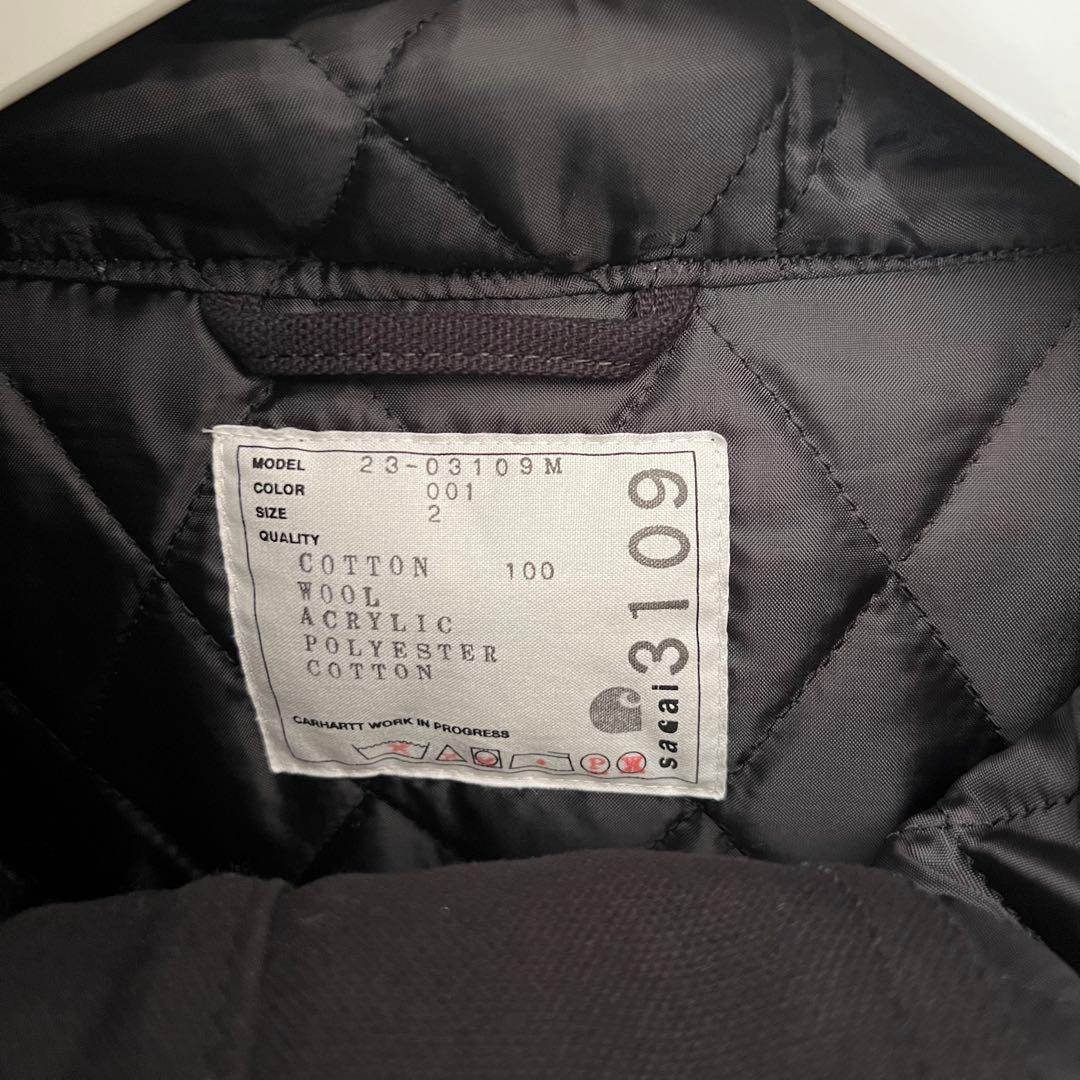 MODEL 23-03109M
COLOR 001
SIZE 2
QUALITY
COTTON 100
WOOL
ACRYLIC
POLYESTER
COTTON
CARHARTT WORK IN PROGRESS
P W
sacai 3109